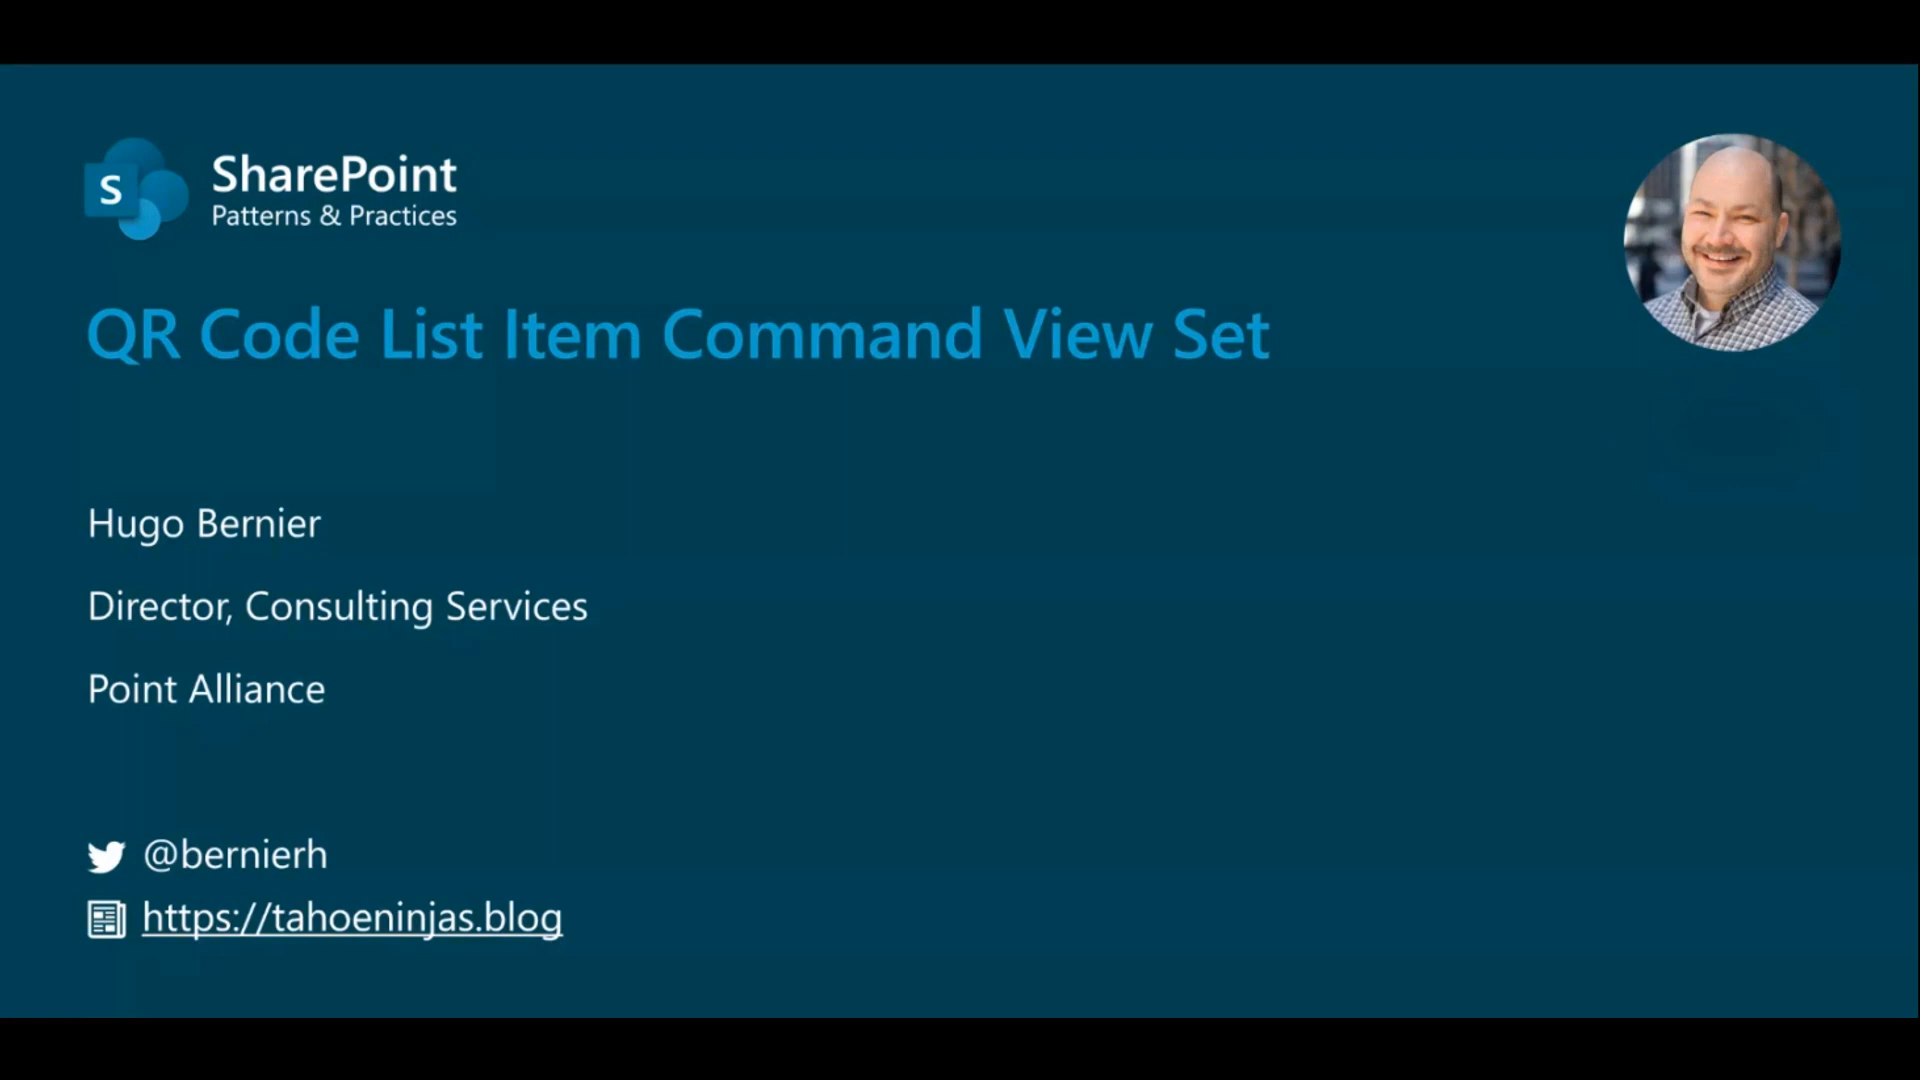 S
SharePoint
Patterns & Practices
QR Code List Item Command View Set
Hugo Bernier
Director, Consulting Services
Point Alliance
@bernierh
https://tahoeninjas.blog